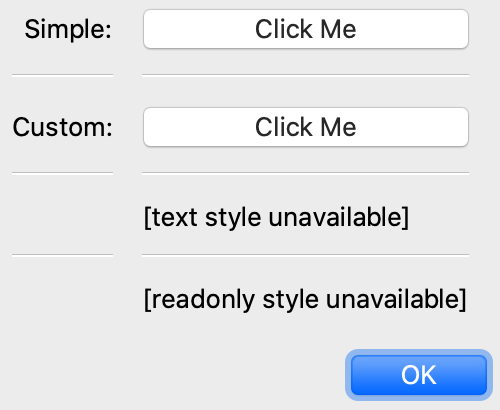 Simple: Click Me
Custom: Click Me
[text style unavailable]
[readonly style unavailable]
OK